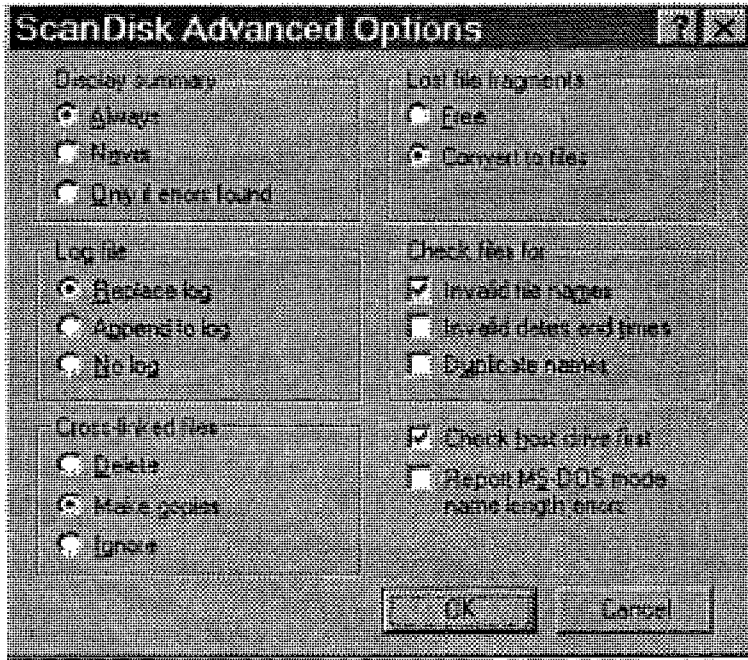 ScanDisk Advanced Options
Display summary
Always
Never
Only if errors found
Log file
Replace log
Append to log
No log
Cross-linked files
Delete
Make copies
Ignore
Lost file fragments
Free
Convert to files
Check files for
Invalid file names
Invalid dates and times
Duplicate names
Check host drive first
Report MS-DOS mode
name length errors
OK
Cancel